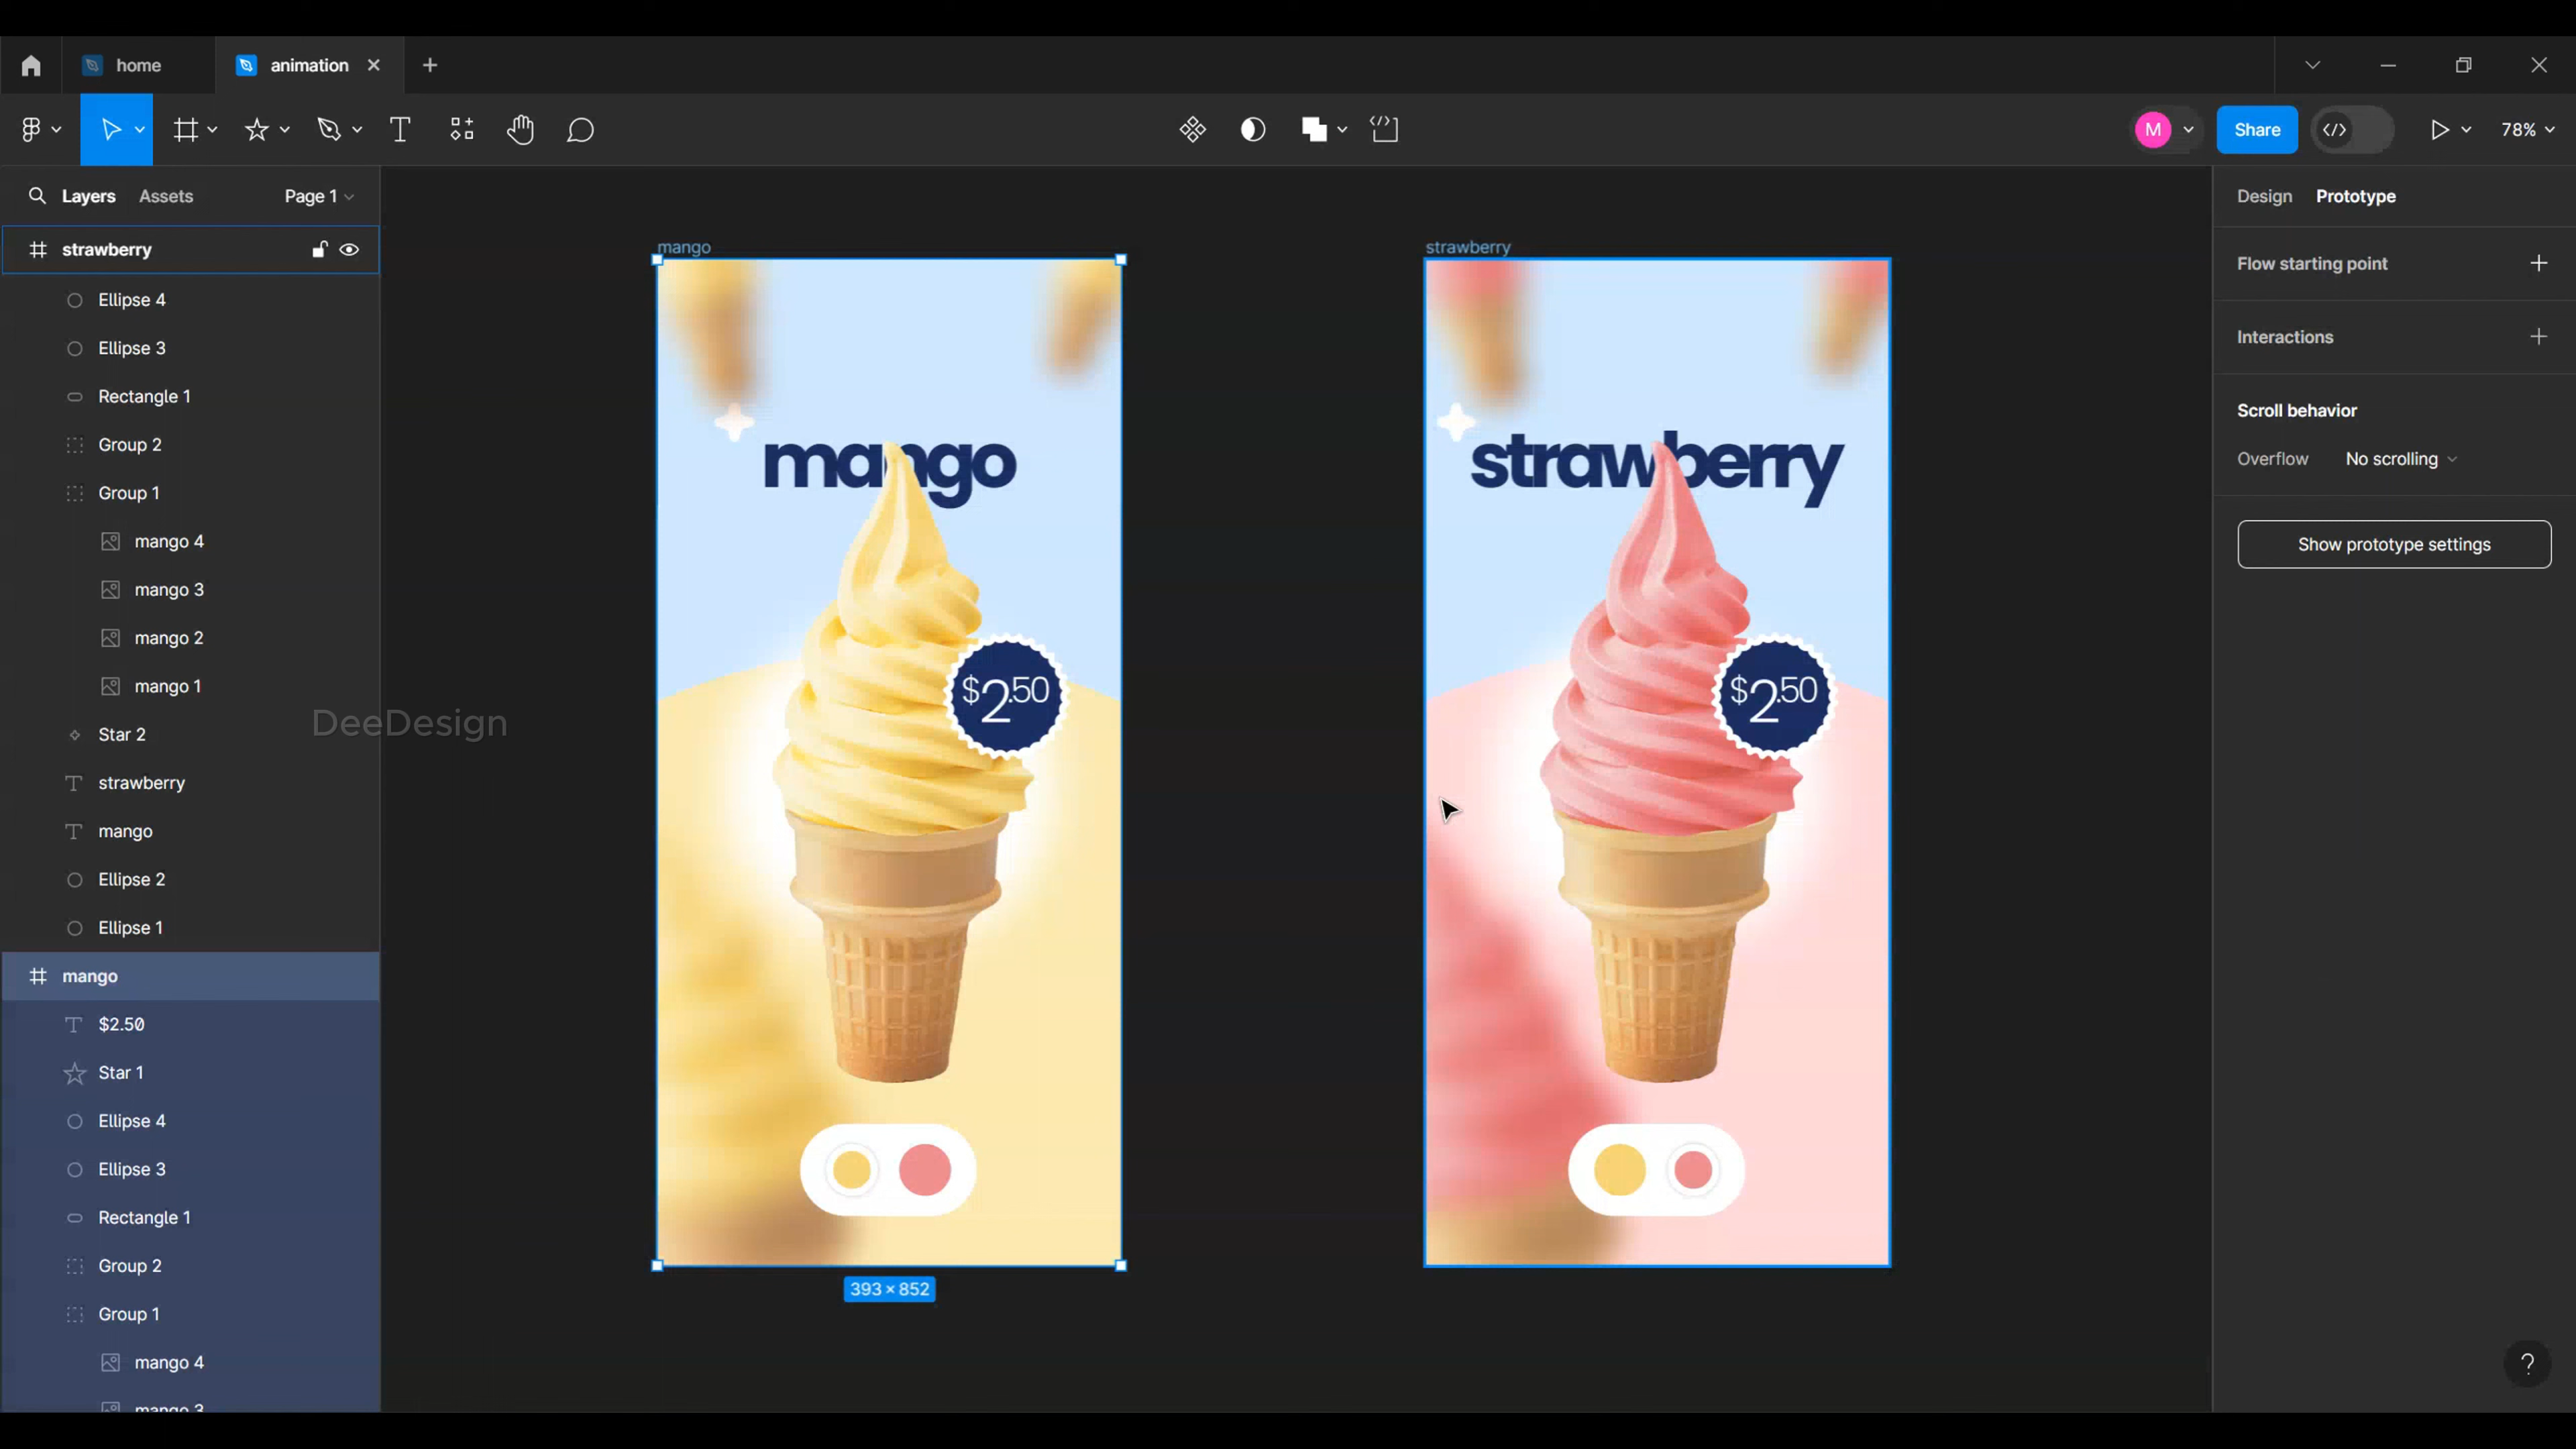 home
animation
M
Share
78%
Layers
Assets
Page 1
Design
Prototype
strawberry
Ellipse 4
Ellipse 3
Rectangle 1
Group 2
Group 1
mango 4
mango 3
mango 2
mango 1
Star 2
strawberry
mango
Ellipse 2
Ellipse 1
mango
$2.50
Star 1
Ellipse 4
Ellipse 3
Rectangle 1
Group 2
Group 1
mango 4
mango 3
DeeDesign
mango
mango
$2.50
393 × 852
strawberry
strawberry
$2.50
Flow starting point
Interactions
Scroll behavior
Overflow No scrolling
Show prototype settings
?